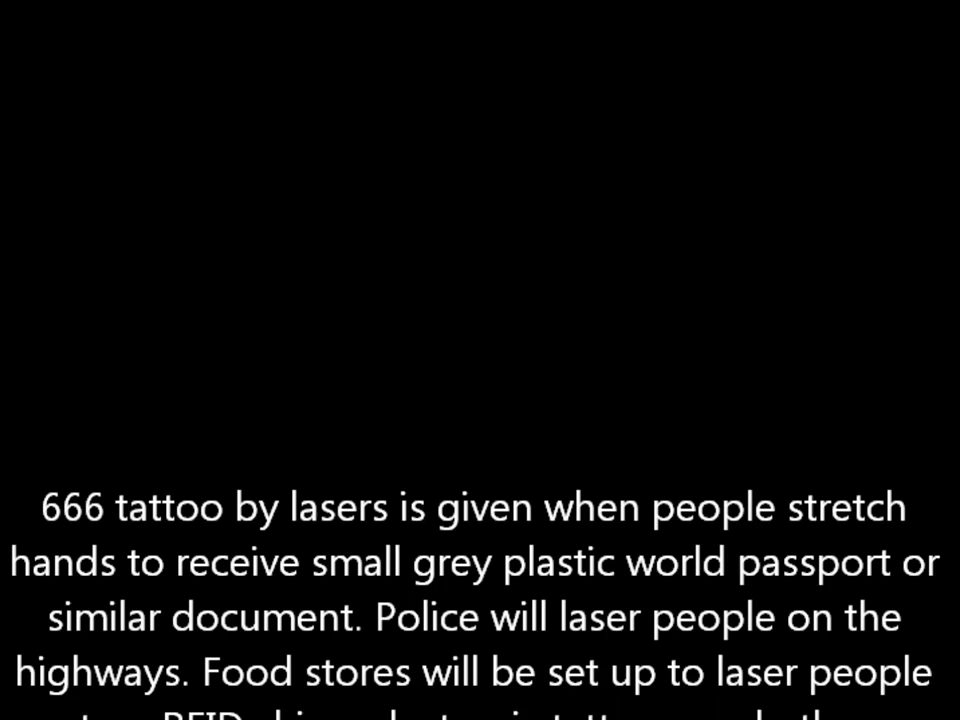 666 tattoo by lasers is given when people stretch
hands to receive small grey plastic world passport or
similar document. Police will laser people on the
highways. Food stores will be set up to laser people